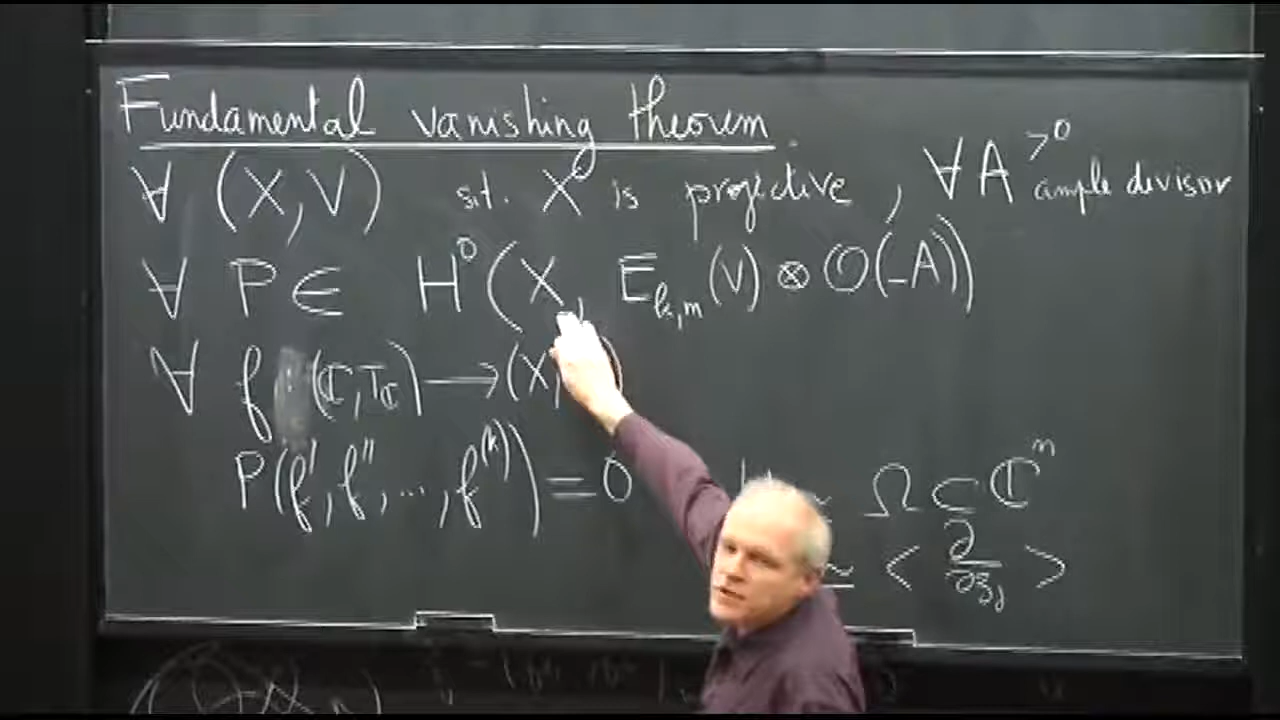 Fundamental vanishing theorem.
∀ (X,V) s.t. X is projective, ∀ A >0 ample divisor
∀ P ∈ H⁰(X, E_{k,m}(V) ⊗ O(-A))
∀ f : (ℂ,T_ℂ) → (X,
P(f', f'', ..., f^{(k)}) = 0
≃ Ω ⊂ ℂⁿ
≃ < ∂/∂z_j >